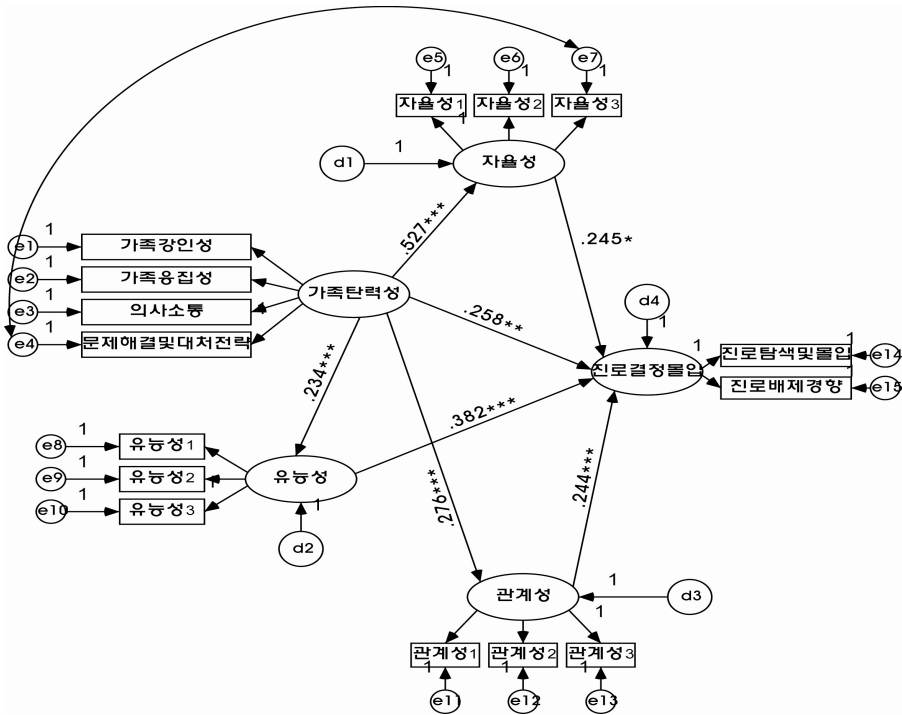 e5 e6 e7
1 1 1
자율성1 자율성2 자율성3
1
d1 1 자율성
.527***
.245*
e1 1 가족강인성
e2 1 가족응집성
e3 1 의사소통
e4 1 문제해결및대처전략
1
가족탄력성
.258**
d4
1
진로결정몰입
1 진로탐색및몰입 1 e14
진로배제경향 1 e15
.234***
.382***
.276***
.244***
e8 1 유능성1
e9 1 유능성2
e10 1 유능성3
1
유능성
1
d2
관계성 1 d3
1
관계성1 관계성2 관계성3
1 1 1
e11 e12 e13